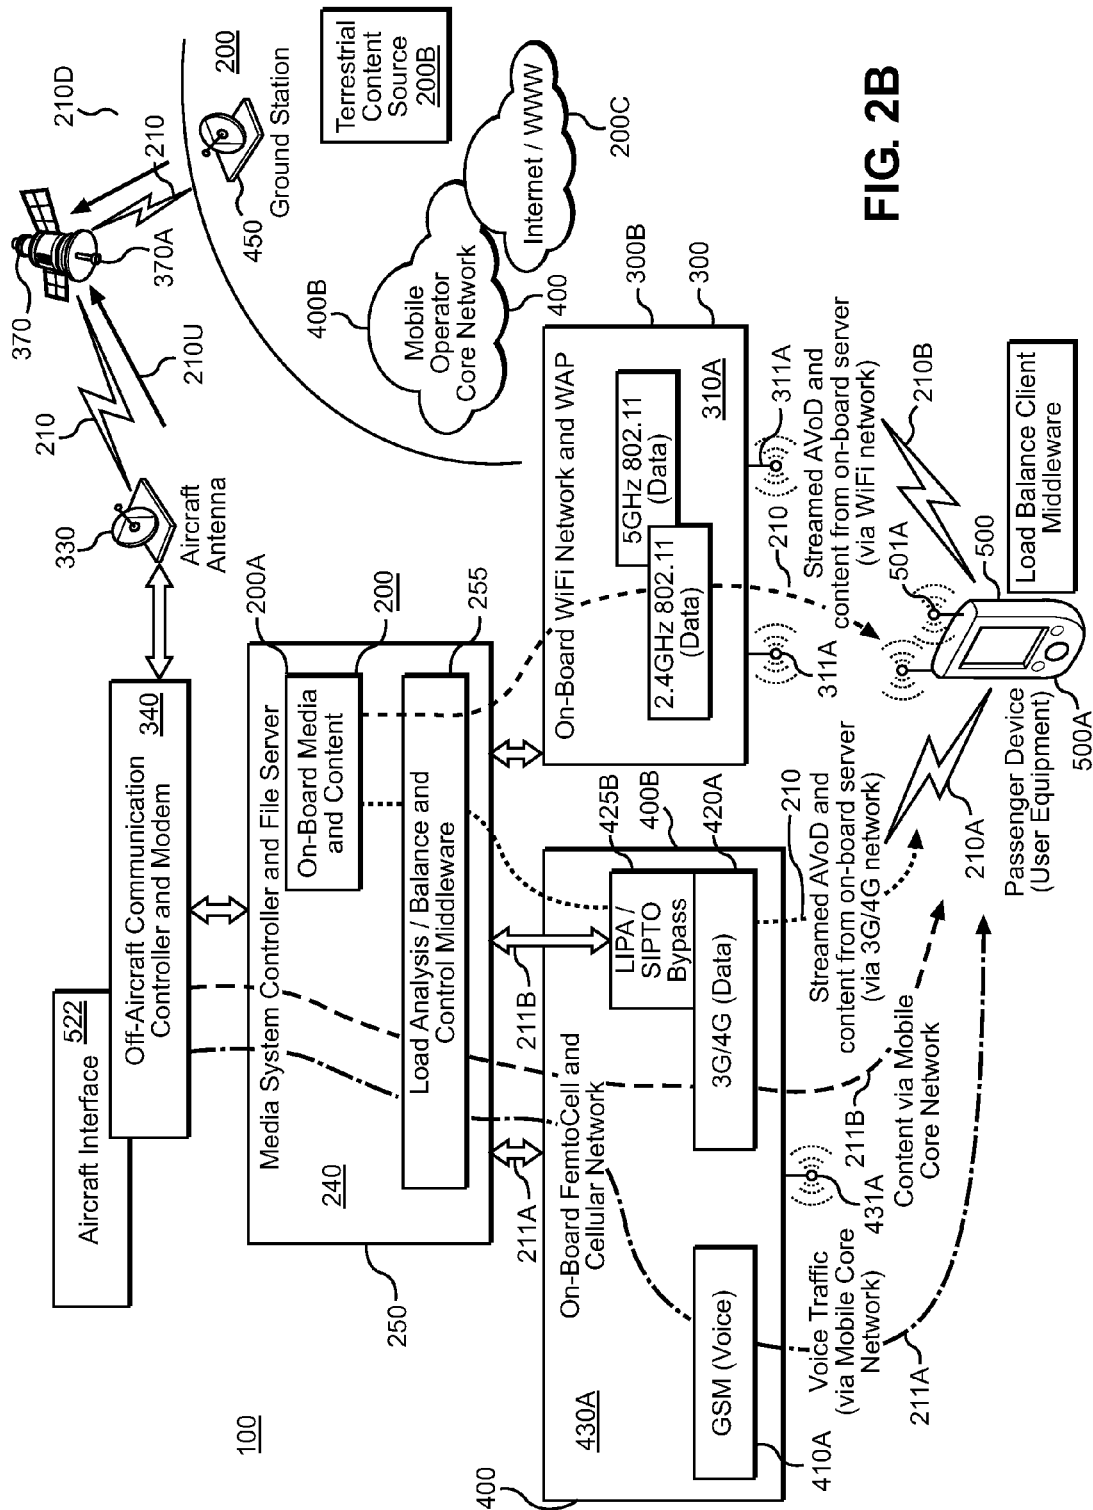 100
Aircraft Interface
522
Off-Aircraft Communication
Controller and Modem
340
330
Aircraft
Antenna
210
210U
370
370A
210
210D
450
Ground Station
200
Terrestrial
Content
Source
200B
400B
Mobile
Operator
Core Network
400
Internet / WWW
200C
250
Media System Controller and File Server
240
200A
On-Board Media
and Content
200
Load Analysis / Balance and
Control Middleware
255
211A
211B
400
On-Board FemtoCell and
Cellular Network
430A
LIPA /
SIPTO
Bypass
425B
400B
3G/4G (Data)
420A
GSM (Voice)
410A
431A
On-Board WiFi Network and WAP
300B
300
5GHz 802.11
(Data)
2.4GHz 802.11
(Data)
310A
311A
311A
210
Streamed AVoD and
content from on-board server
(via WiFi network)
210B
210
Streamed AVoD and
content from on-board server
(via 3G/4G network)
210A
211B
Content via Mobile
Core Network
Voice Traffic
(via Mobile Core
Network)
211A
501A
500
Passenger Device
(User Equipment)
500A
Load Balance Client
Middleware
FIG. 2B